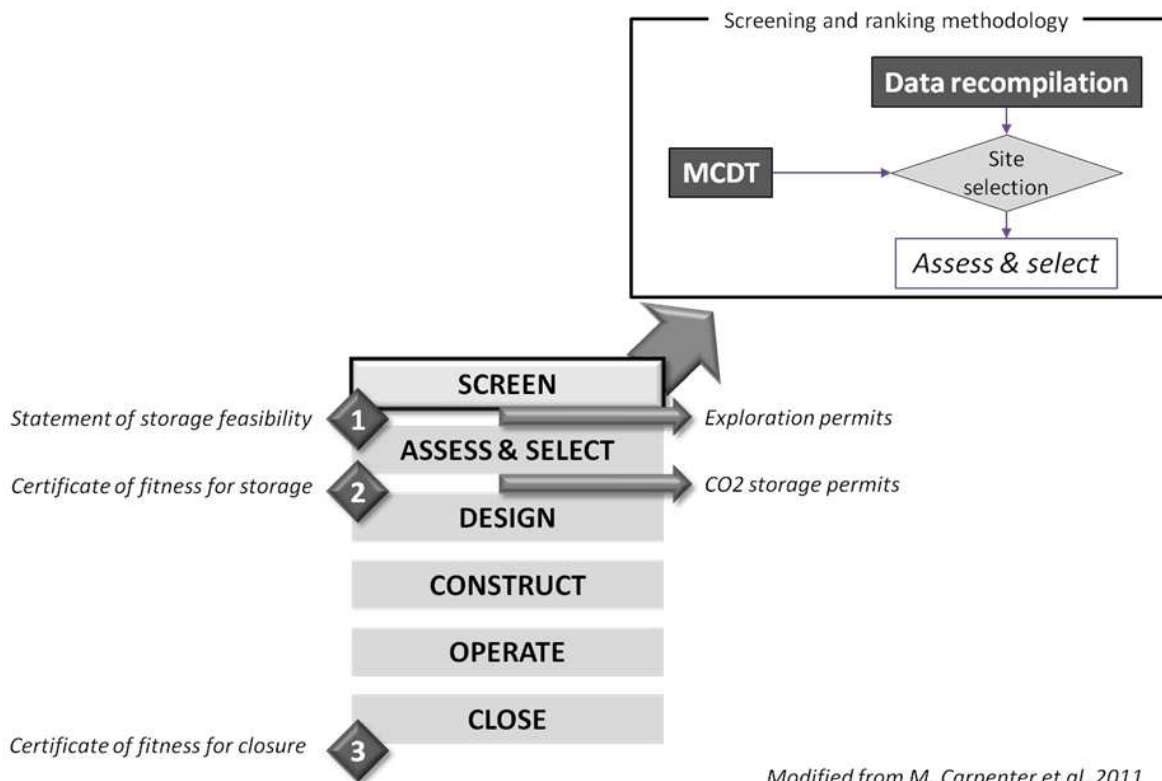 Screening and ranking methodology
Data recompilation
MCDT
Site
selection
Assess & select
SCREEN
Statement of storage feasibility
1
Exploration permits
ASSESS & SELECT
Certificate of fitness for storage
2
CO2 storage permits
DESIGN
CONSTRUCT
OPERATE
CLOSE
Certificate of fitness for closure
3
Modified from M. Carpenter et al. 2011